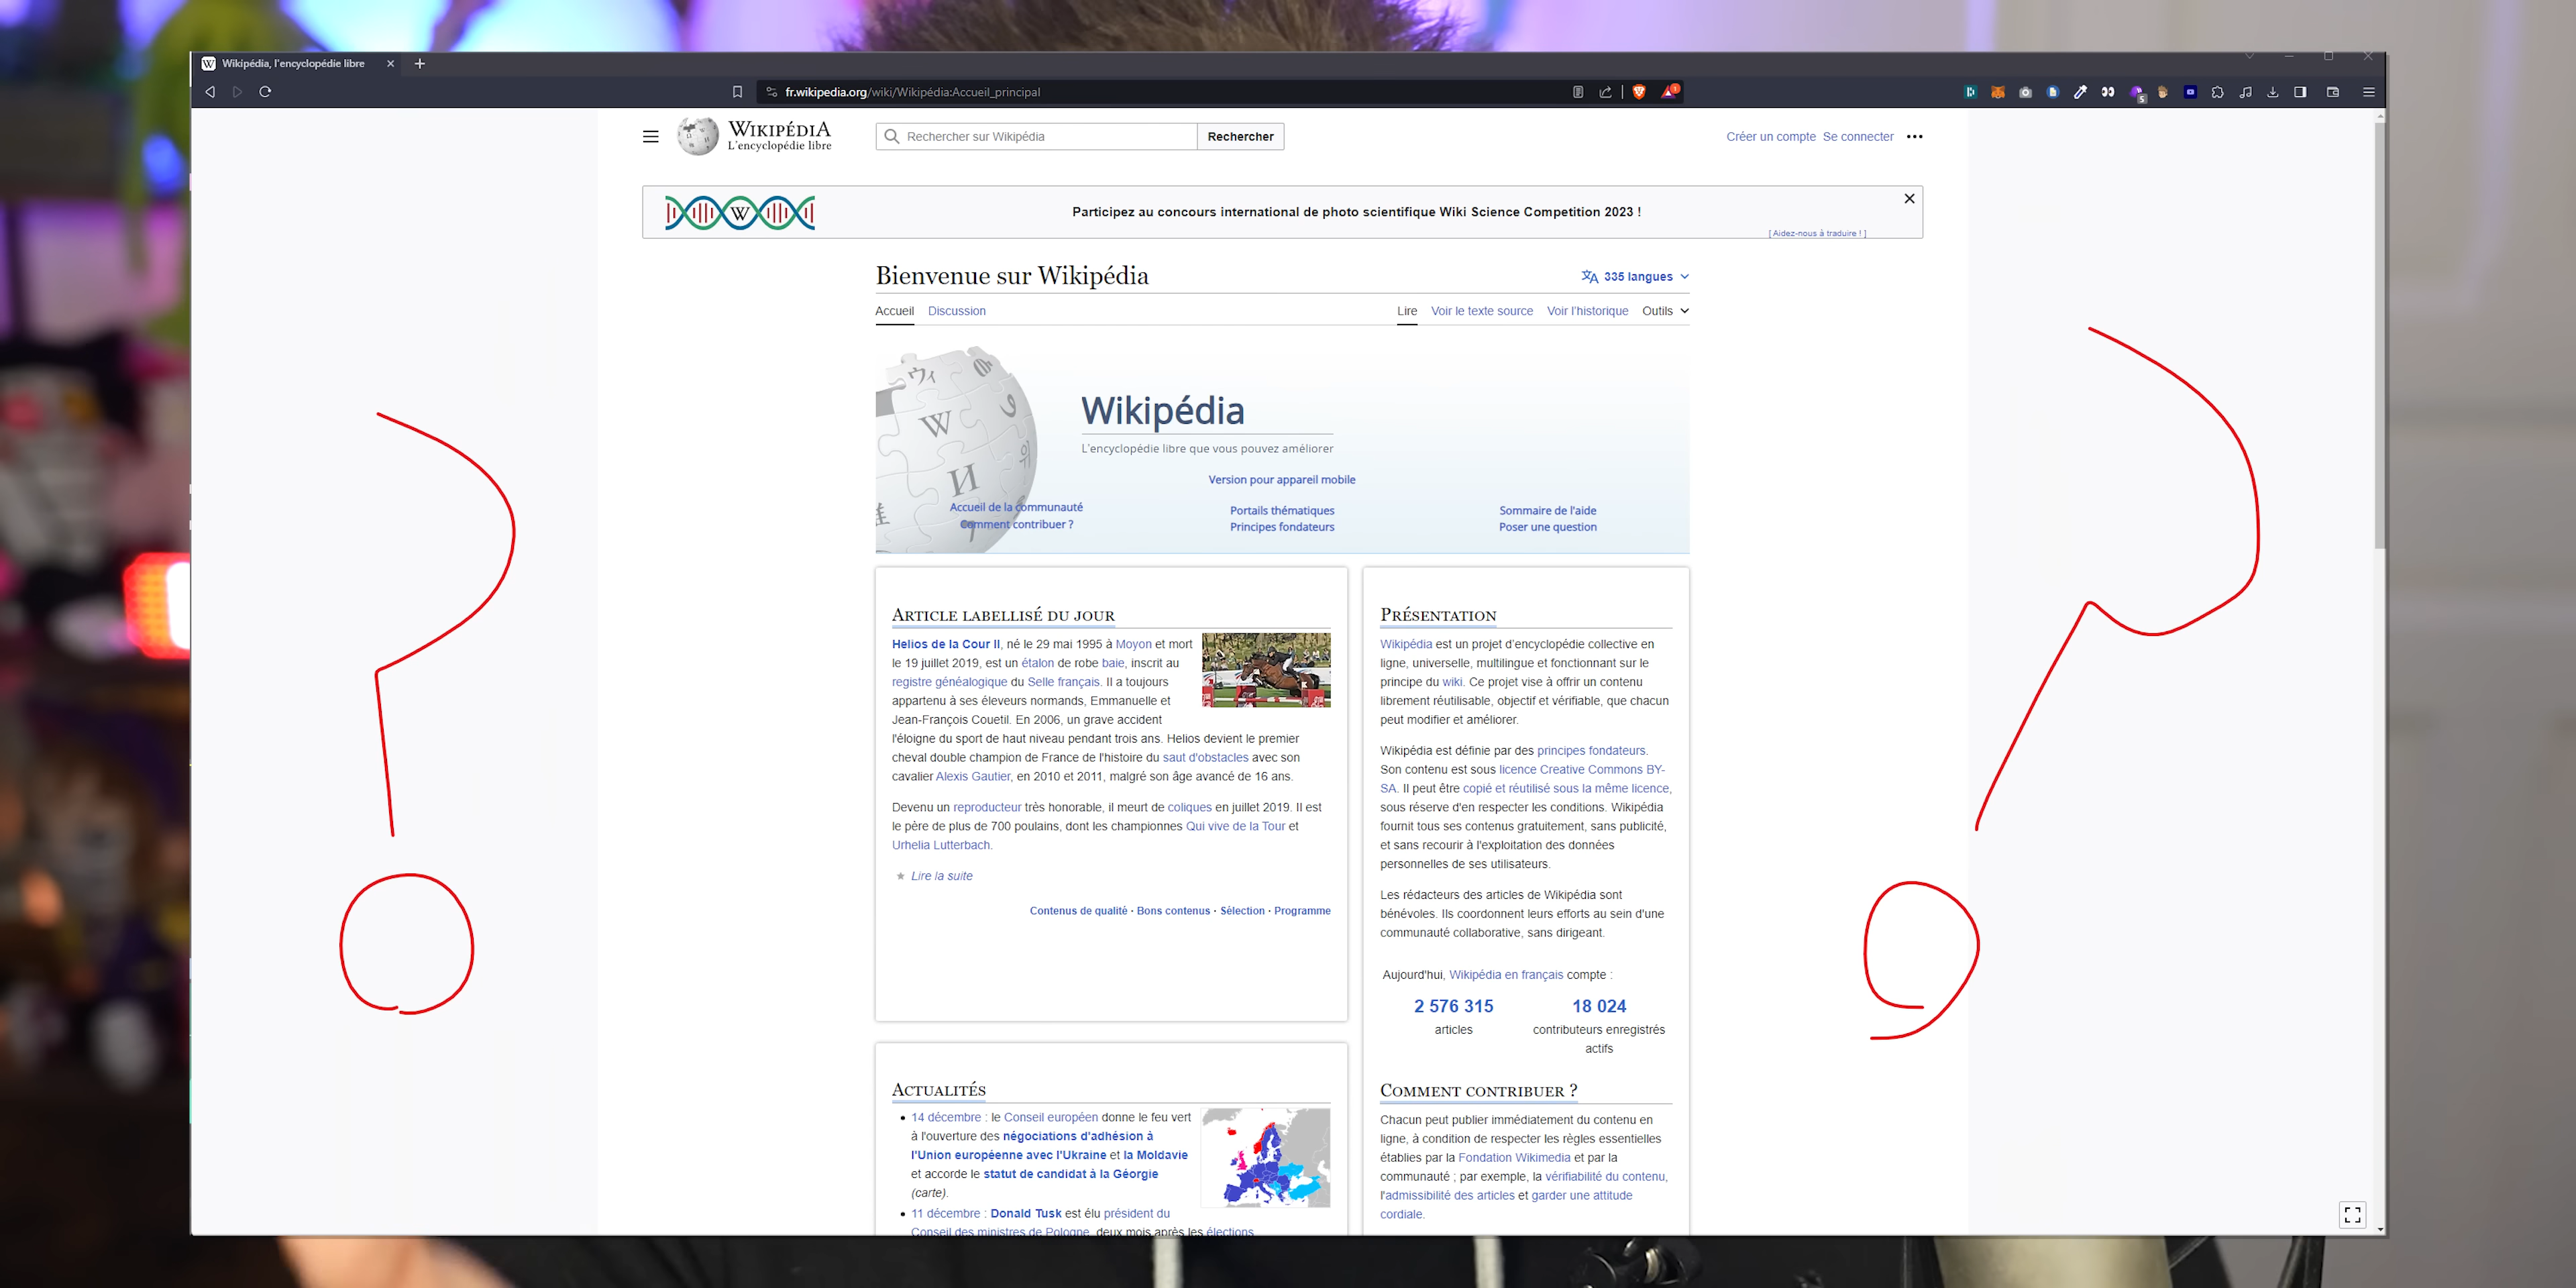 Wikipédia, l'encyclopédie libre
fr.wikipedia.org/wiki/Wikipédia:Accueil_principal
WIKIPÉDIA
L'encyclopédie libre
Rechercher sur Wikipédia
Rechercher
Créer un compte Se connecter
W
Participez au concours international de photo scientifique Wiki Science Competition 2023 !
[ Aidez-nous à traduire ! ]
Bienvenue sur Wikipédia
335 langues
Accueil Discussion
Lire Voir le texte source Voir l'historique Outils
Wikipédia
L'encyclopédie libre que vous pouvez améliorer
Version pour appareil mobile
Accueil de la communauté
Comment contribuer ?
Portails thématiques
Principes fondateurs
Sommaire de l'aide
Poser une question
ARTICLE LABELLISÉ DU JOUR
Helios de la Cour II, né le 29 mai 1995 à Moyon et mort
le 19 juillet 2019, est un étalon de robe baie, inscrit au
registre généalogique du Selle français. Il a toujours
appartenu à ses éleveurs normands, Emmanuelle et
Jean-François Couetil. En 2006, un grave accident
l'éloigne du sport de haut niveau pendant trois ans. Helios devient le premier
cheval double champion de France de l'histoire du saut d'obstacles avec son
cavalier Alexis Gautier, en 2010 et 2011, malgré son âge avancé de 16 ans.
Devenu un reproducteur très honorable, il meurt de coliques en juillet 2019. Il est
le père de plus de 700 poulains, dont les championnes Qui vive de la Tour et
Urhelia Lutterbach.
Lire la suite
Contenus de qualité · Bons contenus · Sélection · Programme
PRÉSENTATION
Wikipédia est un projet d'encyclopédie collective en
ligne, universelle, multilingue et fonctionnant sur le
principe du wiki. Ce projet vise à offrir un contenu
librement réutilisable, objectif et vérifiable, que chacun
peut modifier et améliorer.
Wikipédia est définie par des principes fondateurs.
Son contenu est sous licence Creative Commons BY-
SA. Il peut être copié et réutilisé sous la même licence,
sous réserve d'en respecter les conditions. Wikipédia
fournit tous ses contenus gratuitement, sans publicité,
et sans recourir à l'exploitation des données
personnelles de ses utilisateurs.
Les rédacteurs des articles de Wikipédia sont
bénévoles. Ils coordonnent leurs efforts au sein d'une
communauté collaborative, sans dirigeant.
Aujourd'hui, Wikipédia en français compte :
2 576 315
articles
18 024
contributeurs enregistrés
actifs
ACTUALITÉS
14 décembre : le Conseil européen donne le feu vert
à l'ouverture des négociations d'adhésion à
l'Union européenne avec l'Ukraine et la Moldavie
et accorde le statut de candidat à la Géorgie
(carte).
11 décembre : Donald Tusk est élu président du
Conseil des ministres de Pologne, deux mois après les élections
COMMENT CONTRIBUER ?
Chacun peut publier immédiatement du contenu en
ligne, à condition de respecter les règles essentielles
établies par la Fondation Wikimedia et par la
communauté ; par exemple, la vérifiabilité du contenu,
l'admissibilité des articles et garder une attitude
cordiale.
? ?